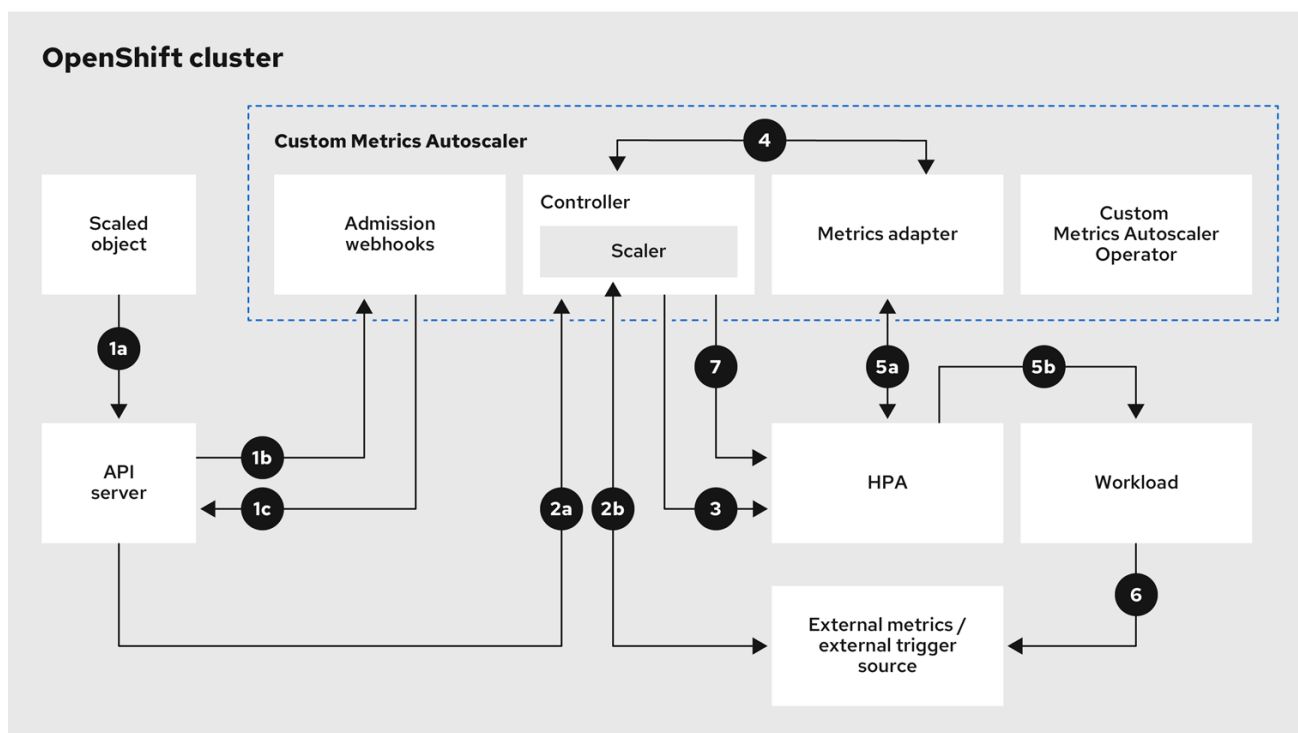 OpenShift cluster
Custom Metrics Autoscaler
4
Scaled
object
Admission
webhooks
Controller
Scaler
Metrics adapter
Custom
Metrics Autoscaler
Operator
1a
7
5a
5b
API
server
1b
1c
2a
2b
3
HPA
Workload
6
External metrics /
external trigger
source